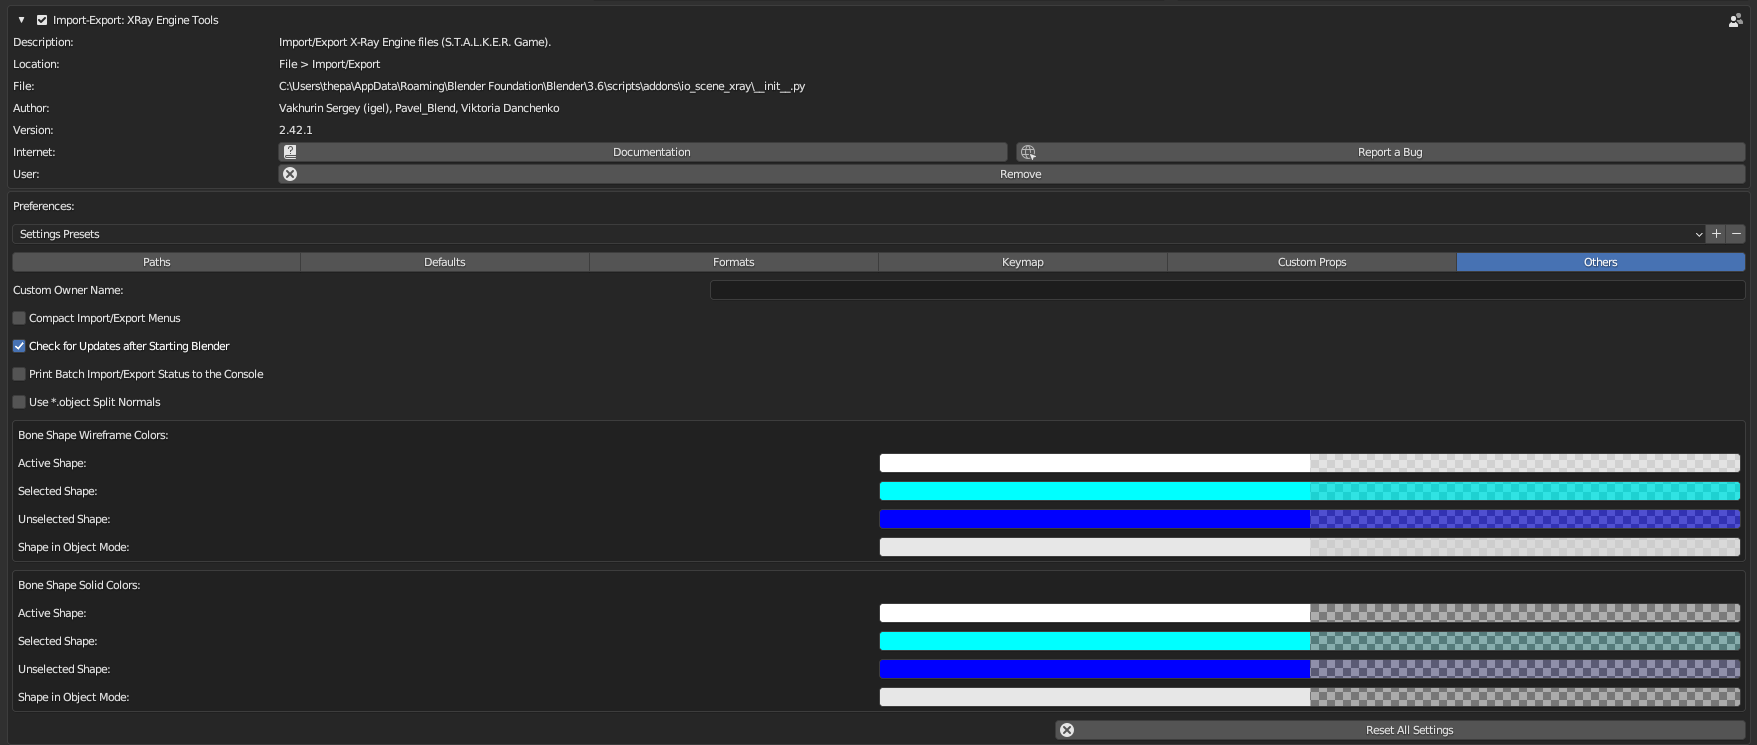 Import-Export: XRay Engine Tools
Description: Import/Export X-Ray Engine files (S.T.A.L.K.E.R. Game).
Location: File > Import/Export
File: C:\Users\thepa\AppData\Roaming\Blender Foundation\Blender\3.6\scripts\addons\io_scene_xray\__init__.py
Author: Vakhurin Sergey (igel), Pavel_Blend, Viktoria Danchenko
Version: 2.42.1
Internet: Documentation Report a Bug
User: Remove
Preferences:
Settings Presets
Paths Defaults Formats Keymap Custom Props Others
Custom Owner Name:
Compact Import/Export Menus
Check for Updates after Starting Blender
Print Batch Import/Export Status to the Console
Use *.object Split Normals
Bone Shape Wireframe Colors:
Active Shape:
Selected Shape:
Unselected Shape:
Shape in Object Mode:
Bone Shape Solid Colors:
Active Shape:
Selected Shape:
Unselected Shape:
Shape in Object Mode:
Reset All Settings